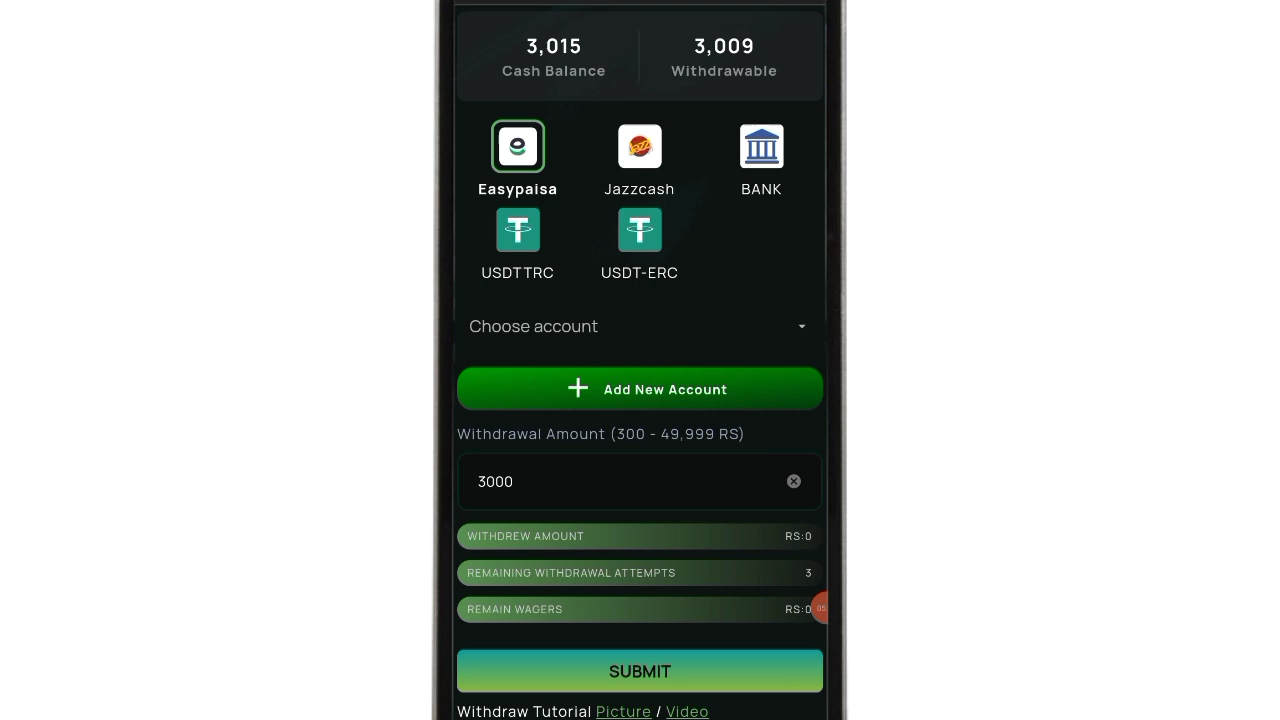 3,015 3,009
Cash Balance Withdrawable
Easypaisa Jazzcash BANK
USDTTRC USDT-ERC
Choose account
Add New Account
Withdrawal Amount (300 - 49,999 RS)
3000
WITHDREW AMOUNT RS:0
REMAINING WITHDRAWAL ATTEMPTS 3
REMAIN WAGERS RS:0
05
SUBMIT
Withdraw Tutorial Picture / Video